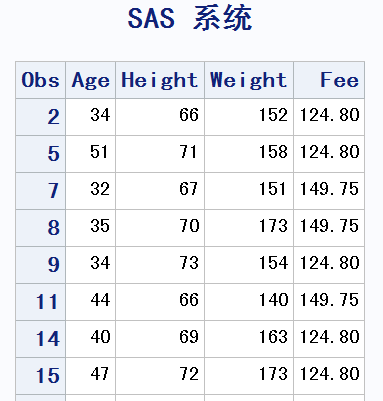 SAS 系统
Obs Age Height Weight Fee
2 34 66 152 124.80
5 51 71 158 124.80
7 32 67 151 149.75
8 35 70 173 149.75
9 34 73 154 124.80
11 44 66 140 149.75
14 40 69 163 124.80
15 47 72 173 124.80